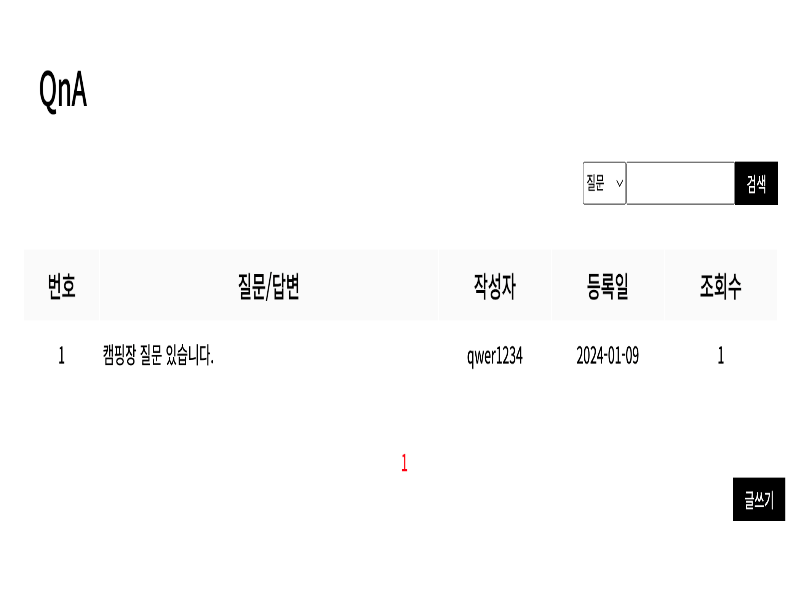 QnA
질문 검색
번호 질문/답변 작성자 등록일 조회수
1 캠핑장 질문 있습니다. qwer1234 2024-01-09 1
1
글쓰기